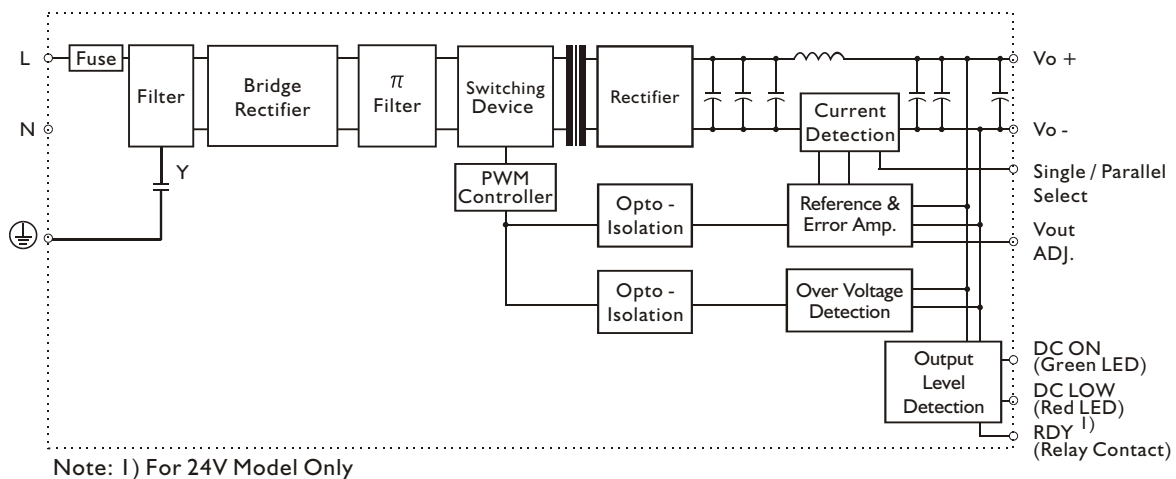 L
Fuse
Filter
Bridge
Rectifier
π
Filter
Switching
Device
Rectifier
Current
Detection
Vo +
N
Vo -
Y
PWM
Controller
Opto -
Isolation
Reference &
Error Amp.
Single / Parallel
Select
Vout
ADJ.
Opto -
Isolation
Over Voltage
Detection
Output
Level
Detection
DC ON
(Green LED)
DC LOW
(Red LED)
RDY 1)
(Relay Contact)
Note: 1) For 24V Model Only